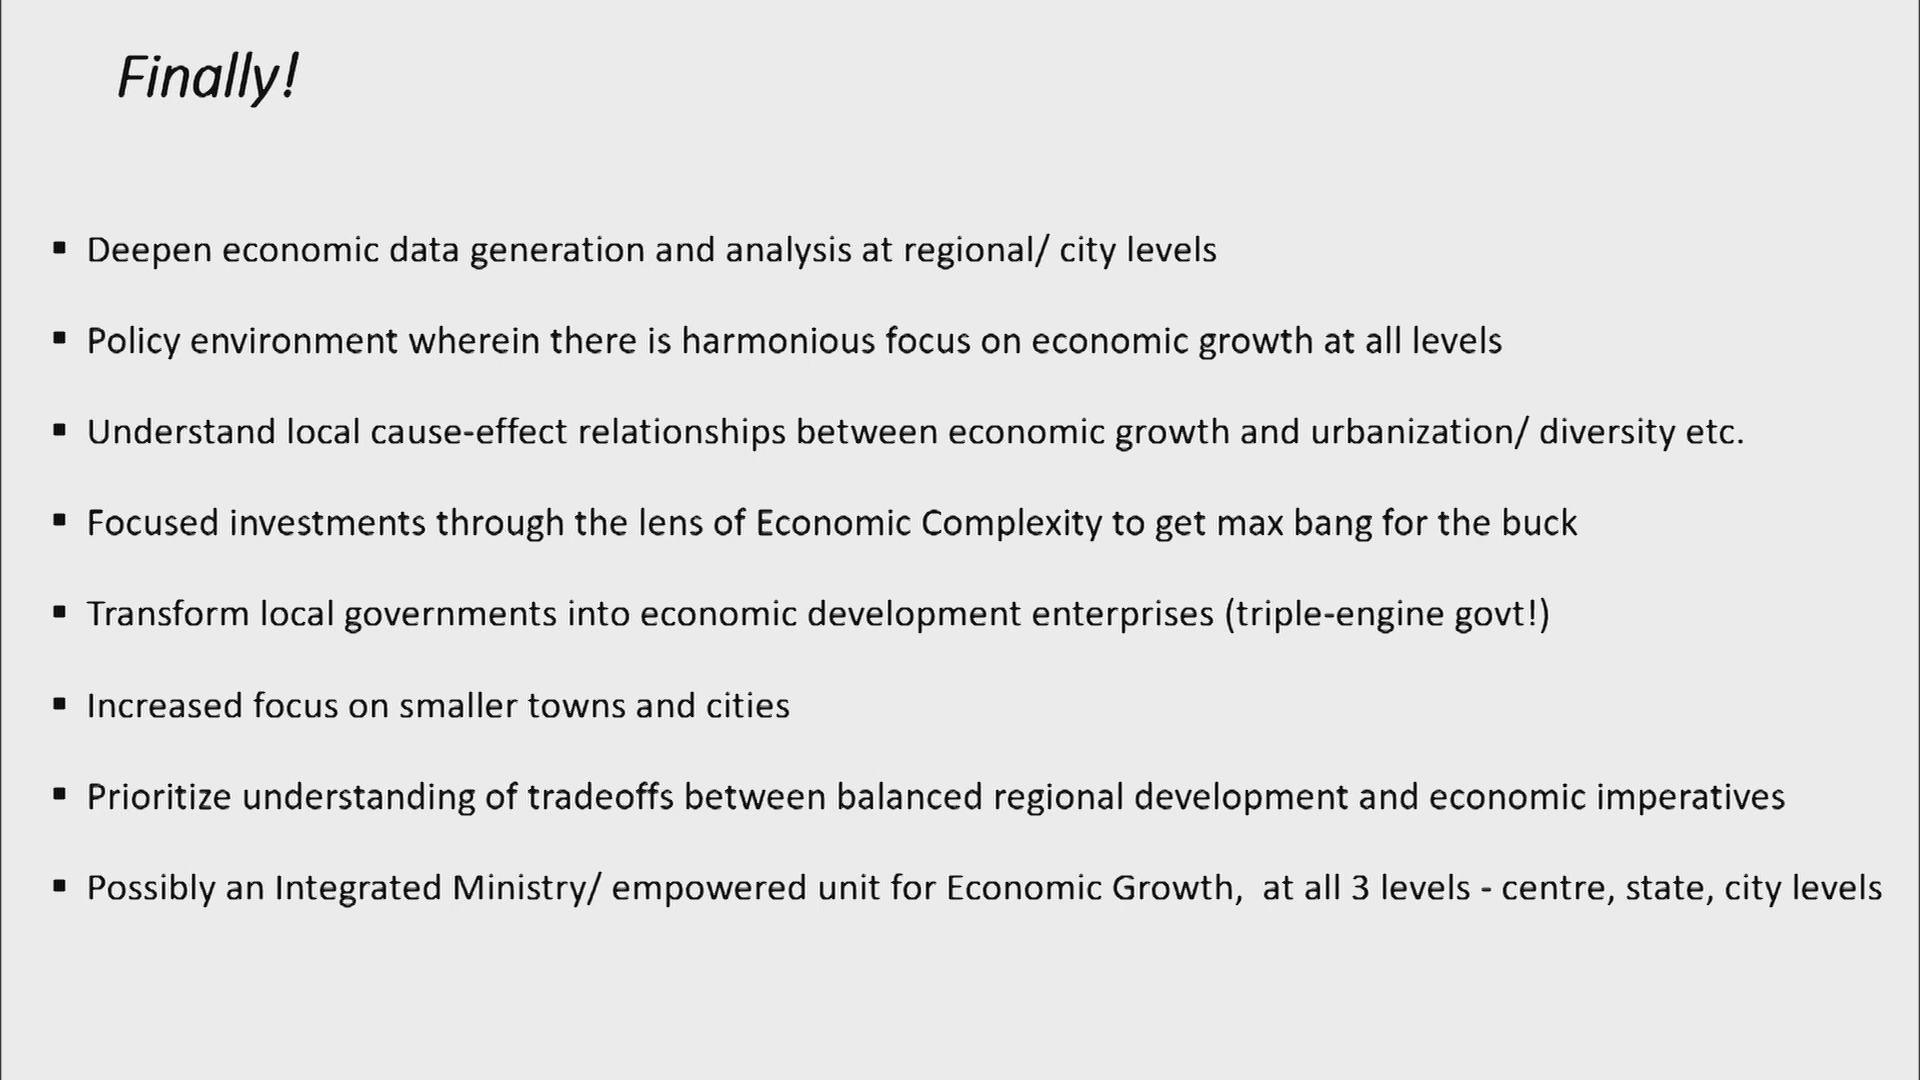 Finally!
▪ Deepen economic data generation and analysis at regional/ city levels
▪ Policy environment wherein there is harmonious focus on economic growth at all levels
▪ Understand local cause-effect relationships between economic growth and urbanization/ diversity etc.
▪ Focused investments through the lens of Economic Complexity to get max bang for the buck
▪ Transform local governments into economic development enterprises (triple-engine govt!)
▪ Increased focus on smaller towns and cities
▪ Prioritize understanding of tradeoffs between balanced regional development and economic imperatives
▪ Possibly an Integrated Ministry/ empowered unit for Economic Growth,  at all 3 levels - centre, state, city levels